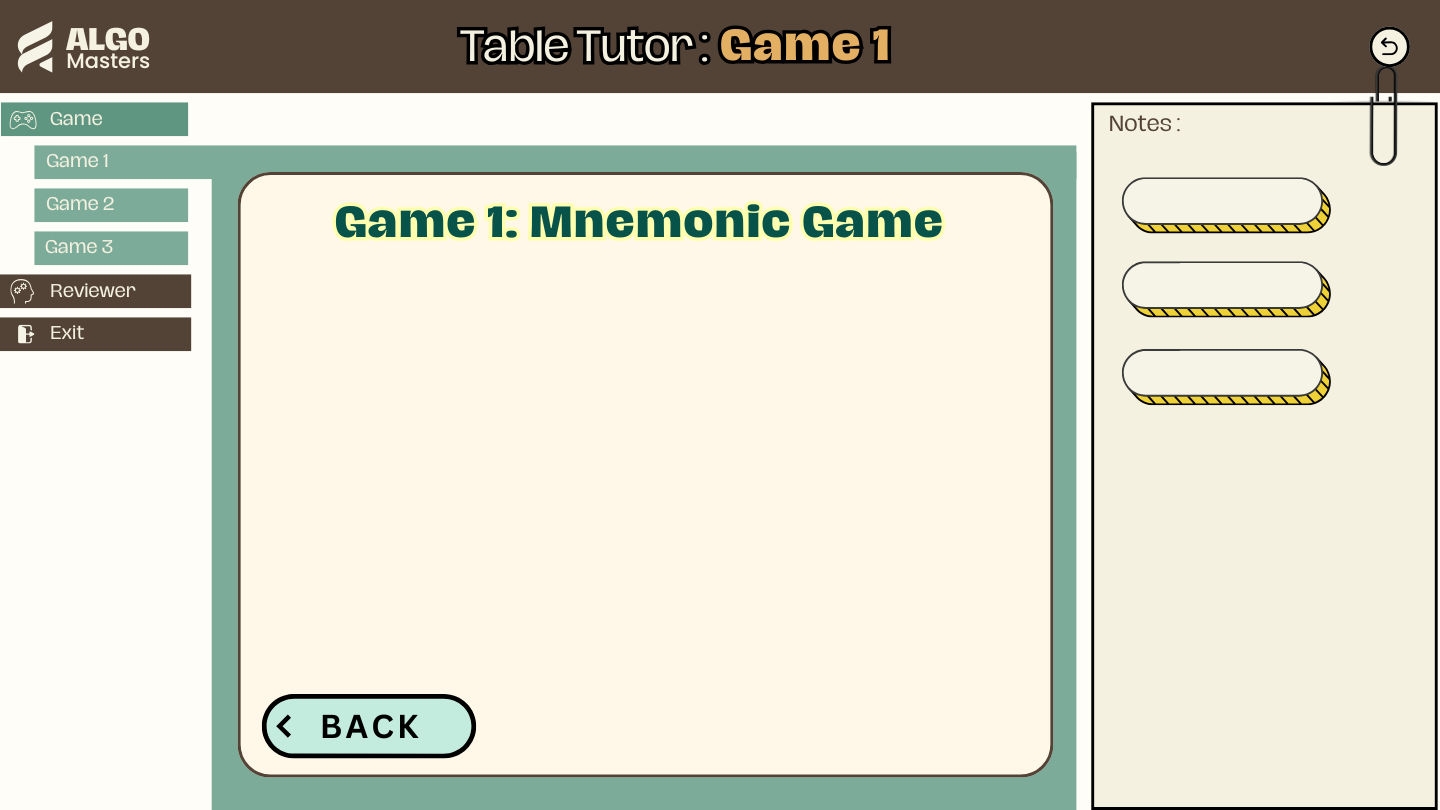 ALGO
Masters
Table Tutor : Game 1
Game
Game 1
Game 2
Game 3
Reviewer
Exit
Game 1: Mnemonic Game
BACK
Notes :